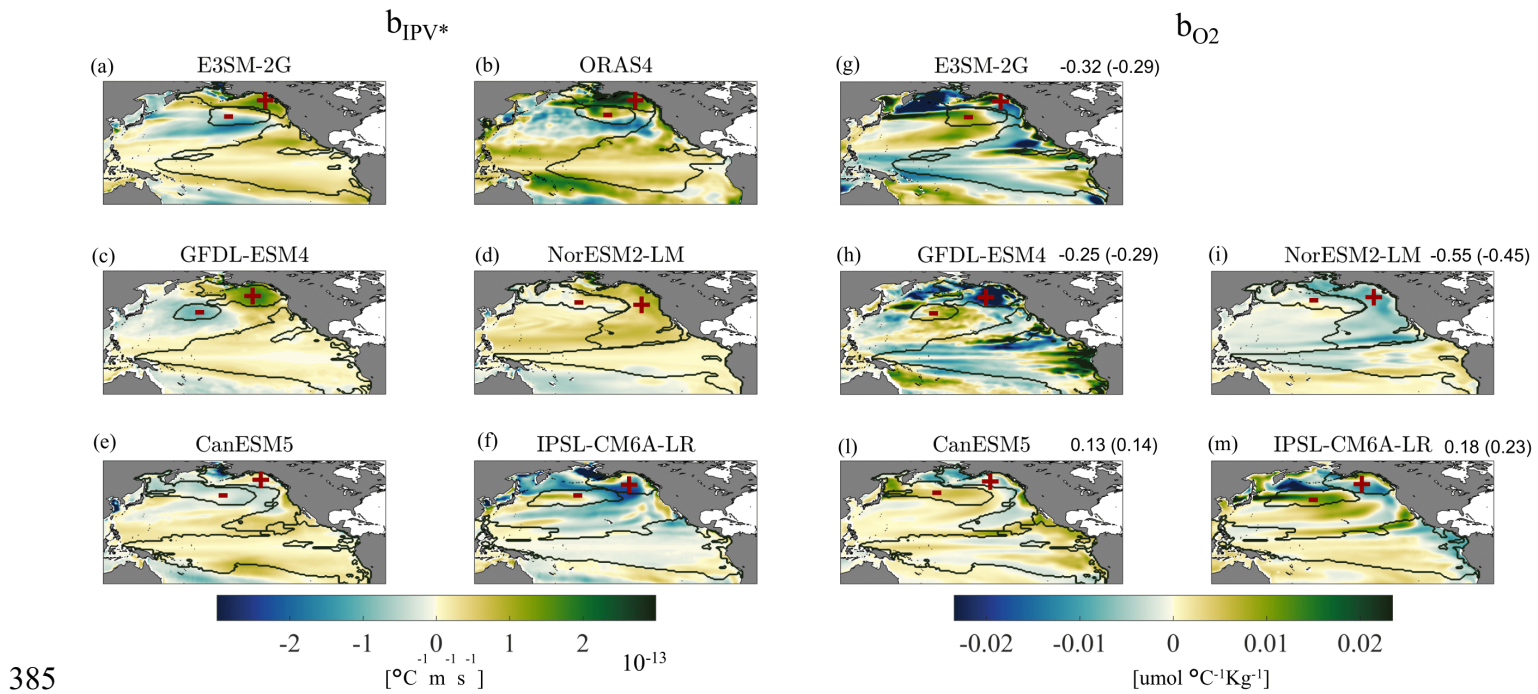 b_IPV*
b_O2
(a) E3SM-2G
(b) ORAS4
(g) E3SM-2G -0.32 (-0.29)
+ -
+ -
+ -
(c) GFDL-ESM4
(d) NorESM2-LM
(h) GFDL-ESM4 -0.25 (-0.29)
(i) NorESM2-LM -0.55 (-0.45)
+ -
- +
+ -
- +
(e) CanESM5
(f) IPSL-CM6A-LR
(l) CanESM5 0.13 (0.14)
(m) IPSL-CM6A-LR 0.18 (0.23)
+ -
+ -
+ -
+ -
-2 -1 0 1 2
10⁻¹³
[°C⁻¹ m⁻¹ s⁻¹]
-0.02 -0.01 0 0.01 0.02
[umol °C⁻¹Kg⁻¹]
385